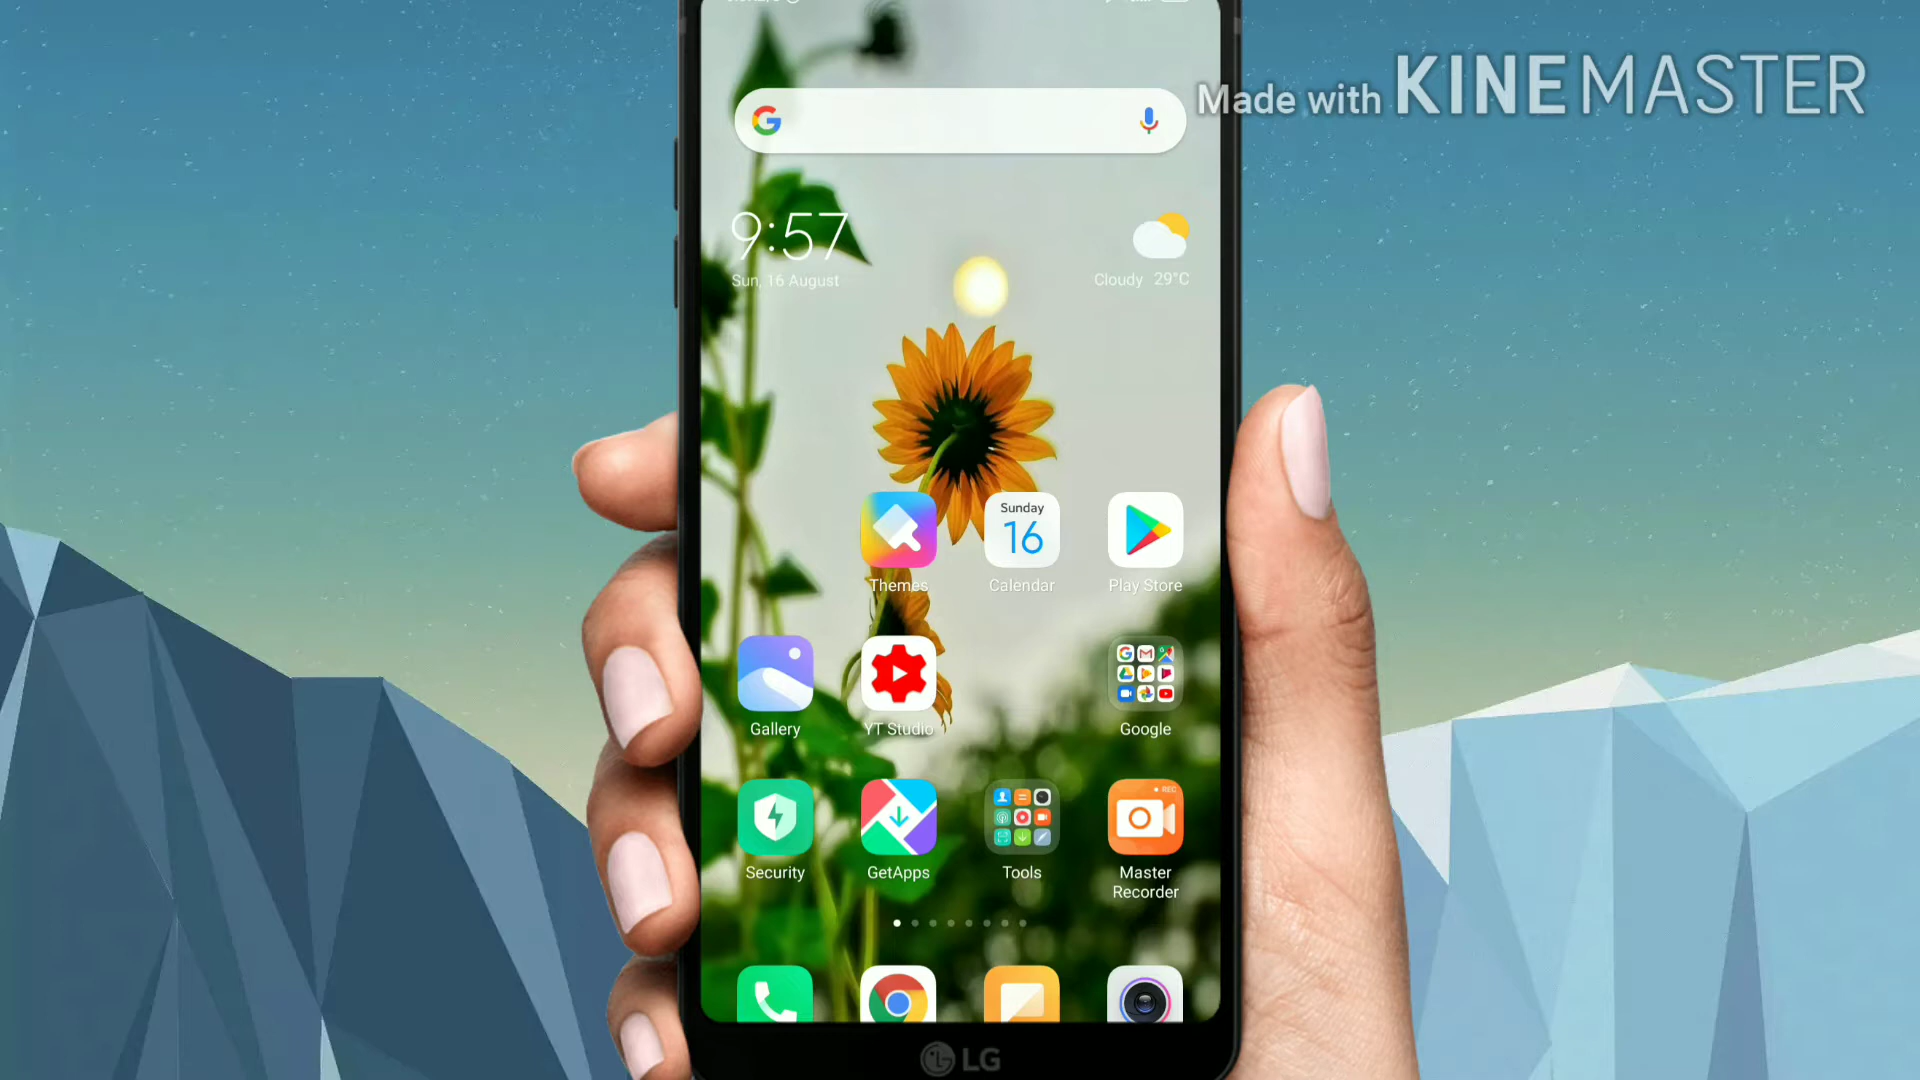 Made with KINEMASTER
9:57
Sun, 16 August
Cloudy 29°C
Sunday
16
Themes
Calendar
Play Store
Gallery
YT Studio
Google
REC
Security
GetApps
Tools
Master
Recorder
LG